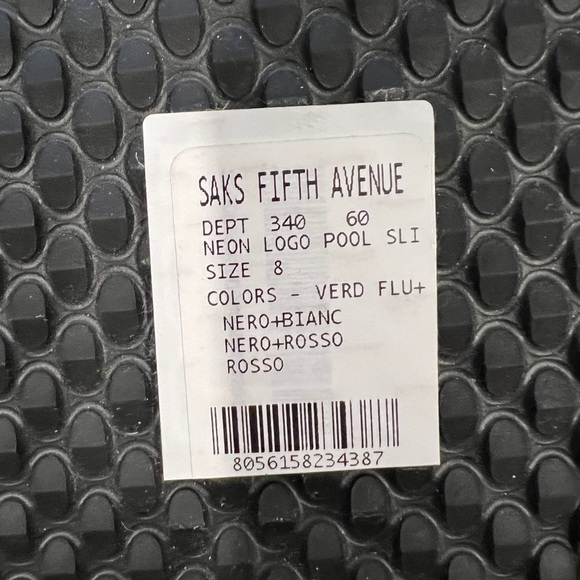 SAKS FIFTH AVENUE
DEPT 340 60
NEON LOGO POOL SLI
SIZE 8
COLORS - VERD FLU+
NERO+BIANC
NERO+ROSSO
ROSSO
8056158234387